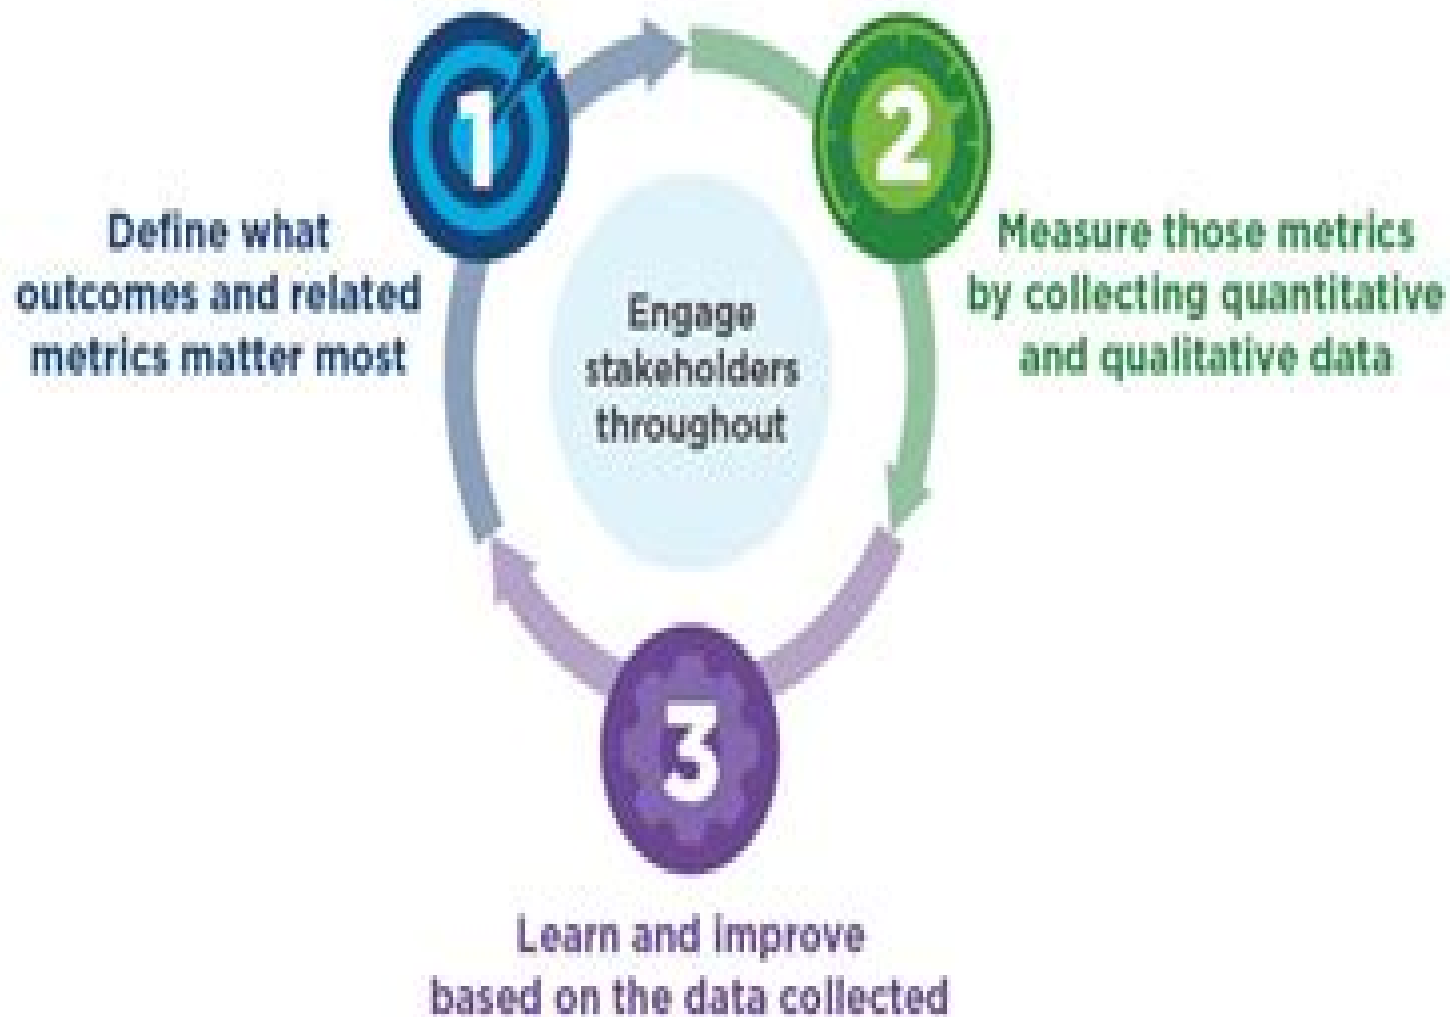 1
Define what
outcomes and related
metrics matter most
2
Measure those metrics
by collecting quantitative
and qualitative data
Engage
stakeholders
throughout
3
Learn and improve
based on the data collected